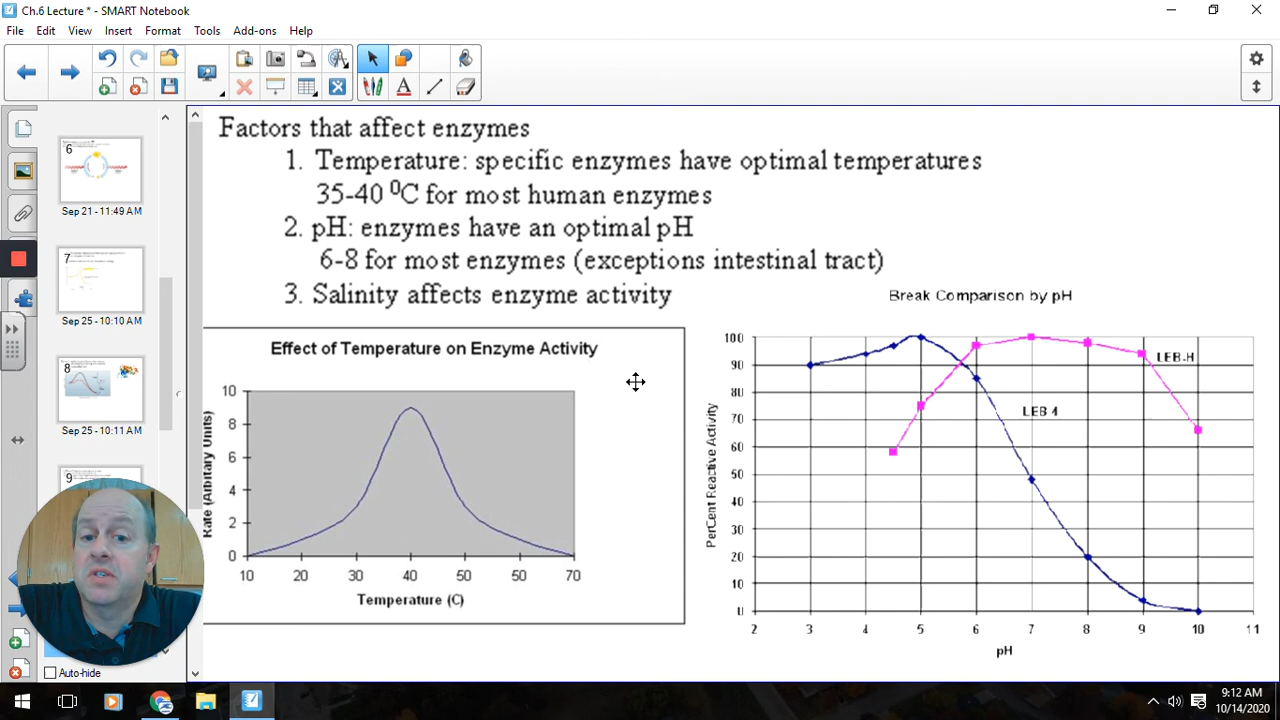 Ch.6 Lecture * - SMART Notebook
File Edit View Insert Format Tools Add-ons Help
6
Sep 21 - 11:49 AM
7
Sep 25 - 10:10 AM
8
Sep 25 - 10:11 AM
9
Auto-hide
Factors that affect enzymes
1. Temperature: specific enzymes have optimal temperatures
35-40 ⁰C for most human enzymes
2. pH: enzymes have an optimal pH
6-8 for most enzymes (exceptions intestinal tract)
3. Salinity affects enzyme activity
Effect of Temperature on Enzyme Activity
Rate (Arbitary Units)
10
8
6
4
2
0
10 20 30 40 50 60 70
Temperature (C)
Break Comparison by pH
PerCent Reactive Activity
100
90
80
70
60
50
40
30
20
10
0
LEB-H
LEB 4
2 3 4 5 6 7 8 9 10 11
pH
9:12 AM
10/14/2020